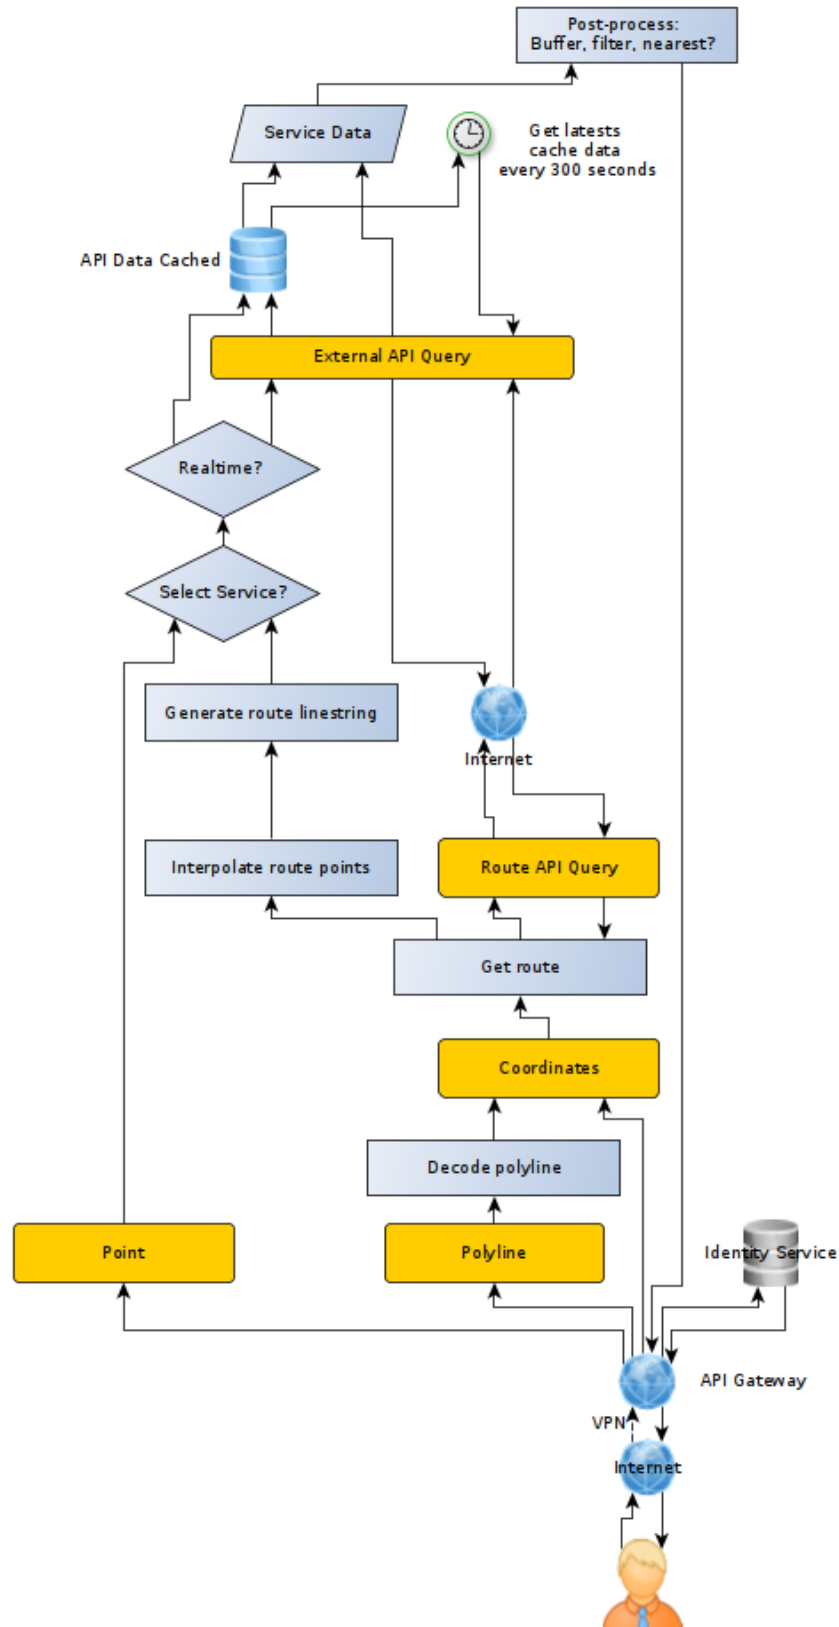 Post-process:
Buffer, filter, nearest?
Service Data
Get latests
cache data
every 300 seconds
API Data Cached
External API Query
Realtime?
Select Service?
Generate route linestring
Internet
Interpolate route points
Route API Query
Get route
Coordinates
Decode polyline
Point
Polyline
Identity Service
API Gateway
VPN
Internet